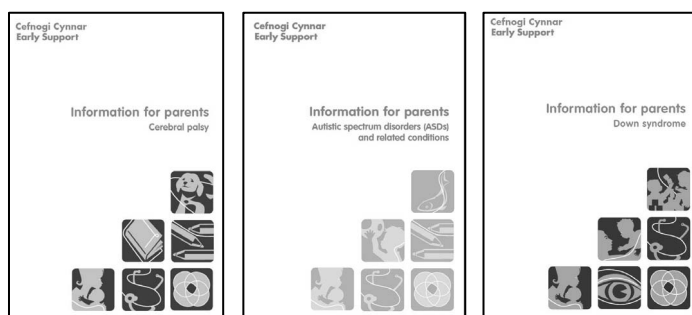 Cefnogi Cynnar
Early Support
Information for parents
Cerebral palsy
Cefnogi Cynnar
Early Support
Information for parents
Autistic spectrum disorders (ASDs)
and related conditions
Cefnogi Cynnar
Early Support
Information for parents
Down syndrome